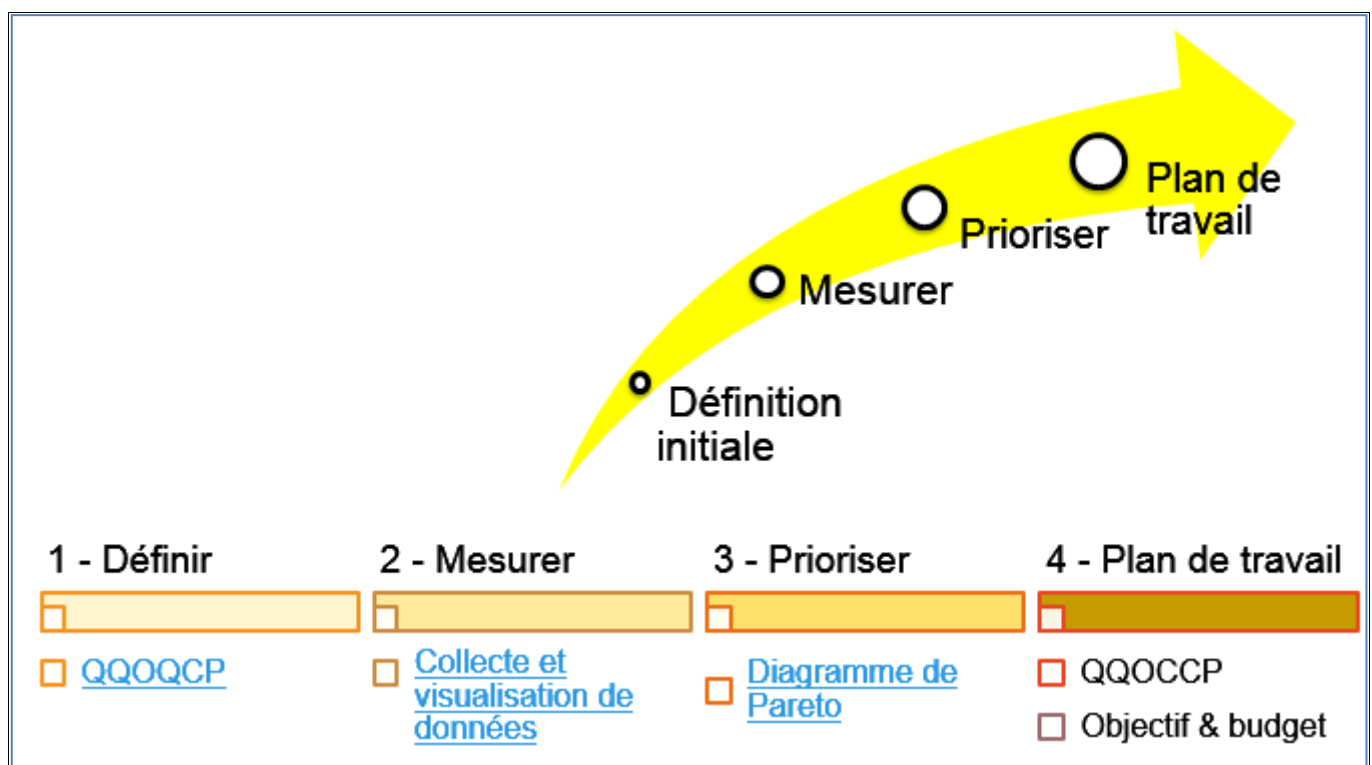 Plan de
travail
Prioriser
Mesurer
Définition
initiale
1 - Définir
2 - Mesurer
3 - Prioriser
4 - Plan de travail
QQOQCP
Collecte et
visualisation de
données
Diagramme de
Pareto
QQOCCP
Objectif & budget